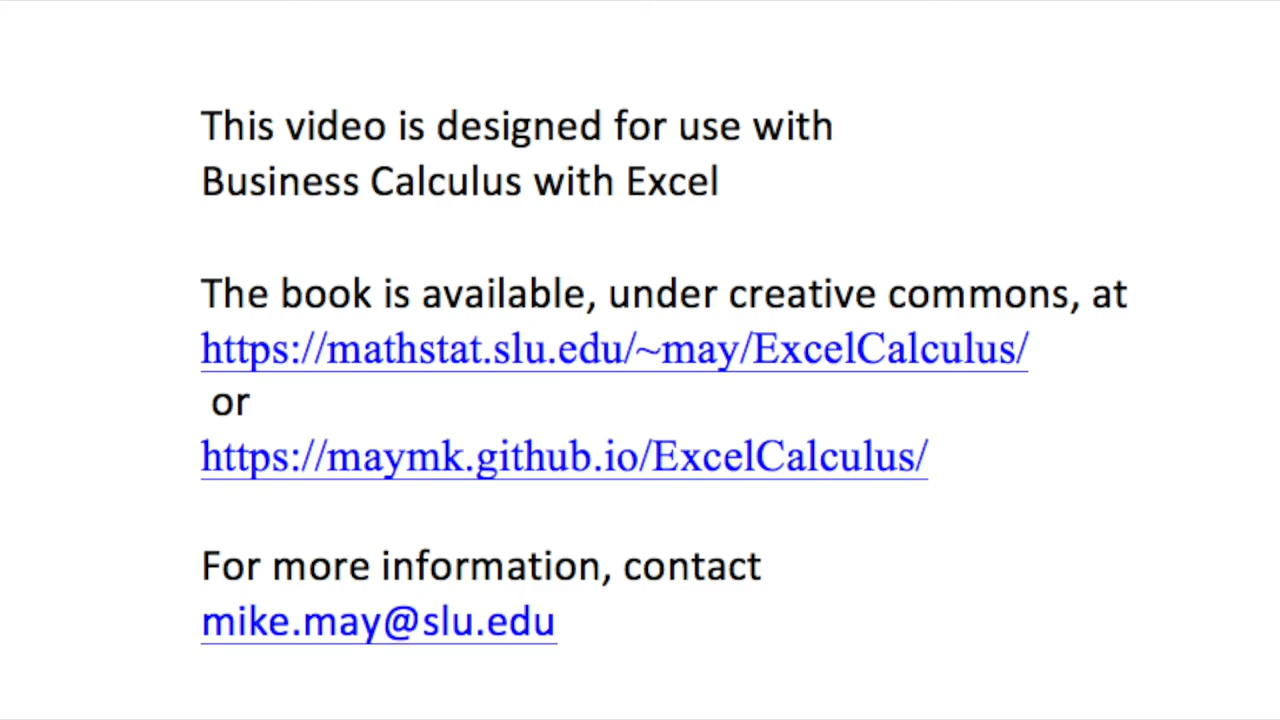 This video is designed for use with
Business Calculus with Excel
The book is available, under creative commons, at
https://mathstat.slu.edu/~may/ExcelCalculus/
or
https://maymk.github.io/ExcelCalculus/
For more information, contact
mike.may@slu.edu